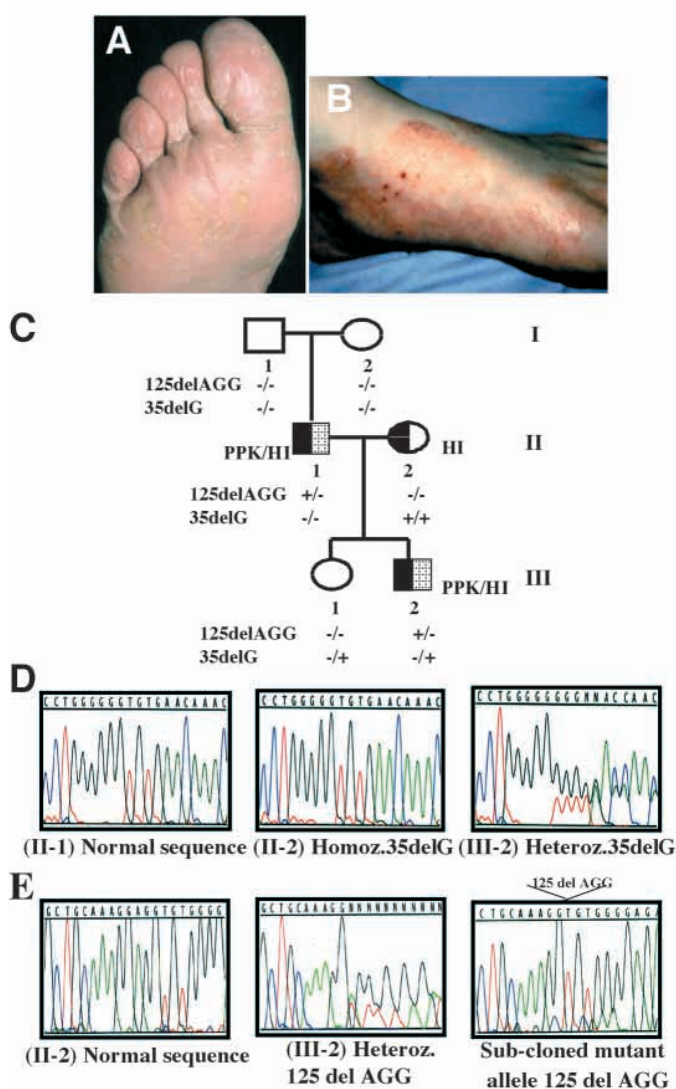 A
B
C
I
1 2
125delAGG -/- -/-
35delG -/- -/-
PPK/HI HI II
1 2
125delAGG +/- -/-
35delG -/- +/+
PPK/HI III
1 2
125delAGG -/- +/-
35delG -/+ -/+
D
CCTGGGGGGTGTGAACAAAC CCTGGGGGTGTGAACAAAC CCTGGGGGGGGNNACCAAC
(II-1) Normal sequence (II-2) Homoz.35delG (III-2) Heteroz.35delG
E
125 del AGG
GCTGCAAAGGAGGTGTGGGG GCTGCAAAGGNNNNNNNNNN CTGCAAAGGTGTGGGGAGA
(II-2) Normal sequence (III-2) Heteroz. Sub-cloned mutant
125 del AGG allele 125 del AGG